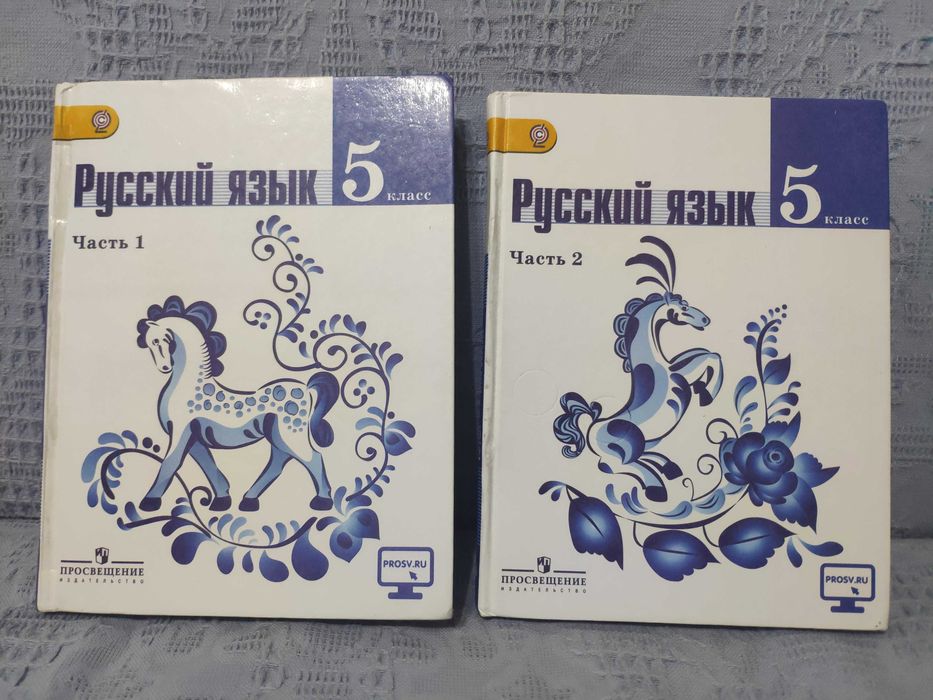 Русский язык 5 класс
Часть 1
ПРОСВЕЩЕНИЕ
ИЗДАТЕЛЬСТВО
PROSV.RU
Русский язык 5 класс
Часть 2
ПРОСВЕЩЕНИЕ
ИЗДАТЕЛЬСТВО
PROSV.RU